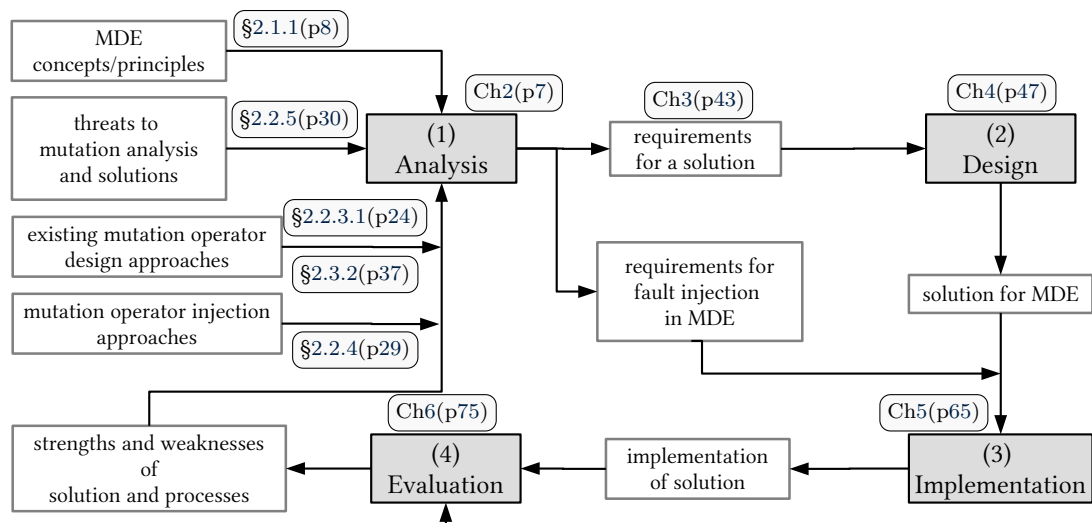 MDE
concepts/principles
§2.1.1(p8)
threats to
mutation analysis
and solutions
§2.2.5(p30)
Ch2(p7)
(1)
Analysis
Ch3(p43)
requirements
for a solution
Ch4(p47)
(2)
Design
existing mutation operator
design approaches
§2.2.3.1(p24)
§2.3.2(p37)
mutation operator injection
approaches
§2.2.4(p29)
requirements for
fault injection
in MDE
solution for MDE
strengths and weaknesses
of
solution and processes
Ch6(p75)
(4)
Evaluation
implementation
of solution
Ch5(p65)
(3)
Implementation